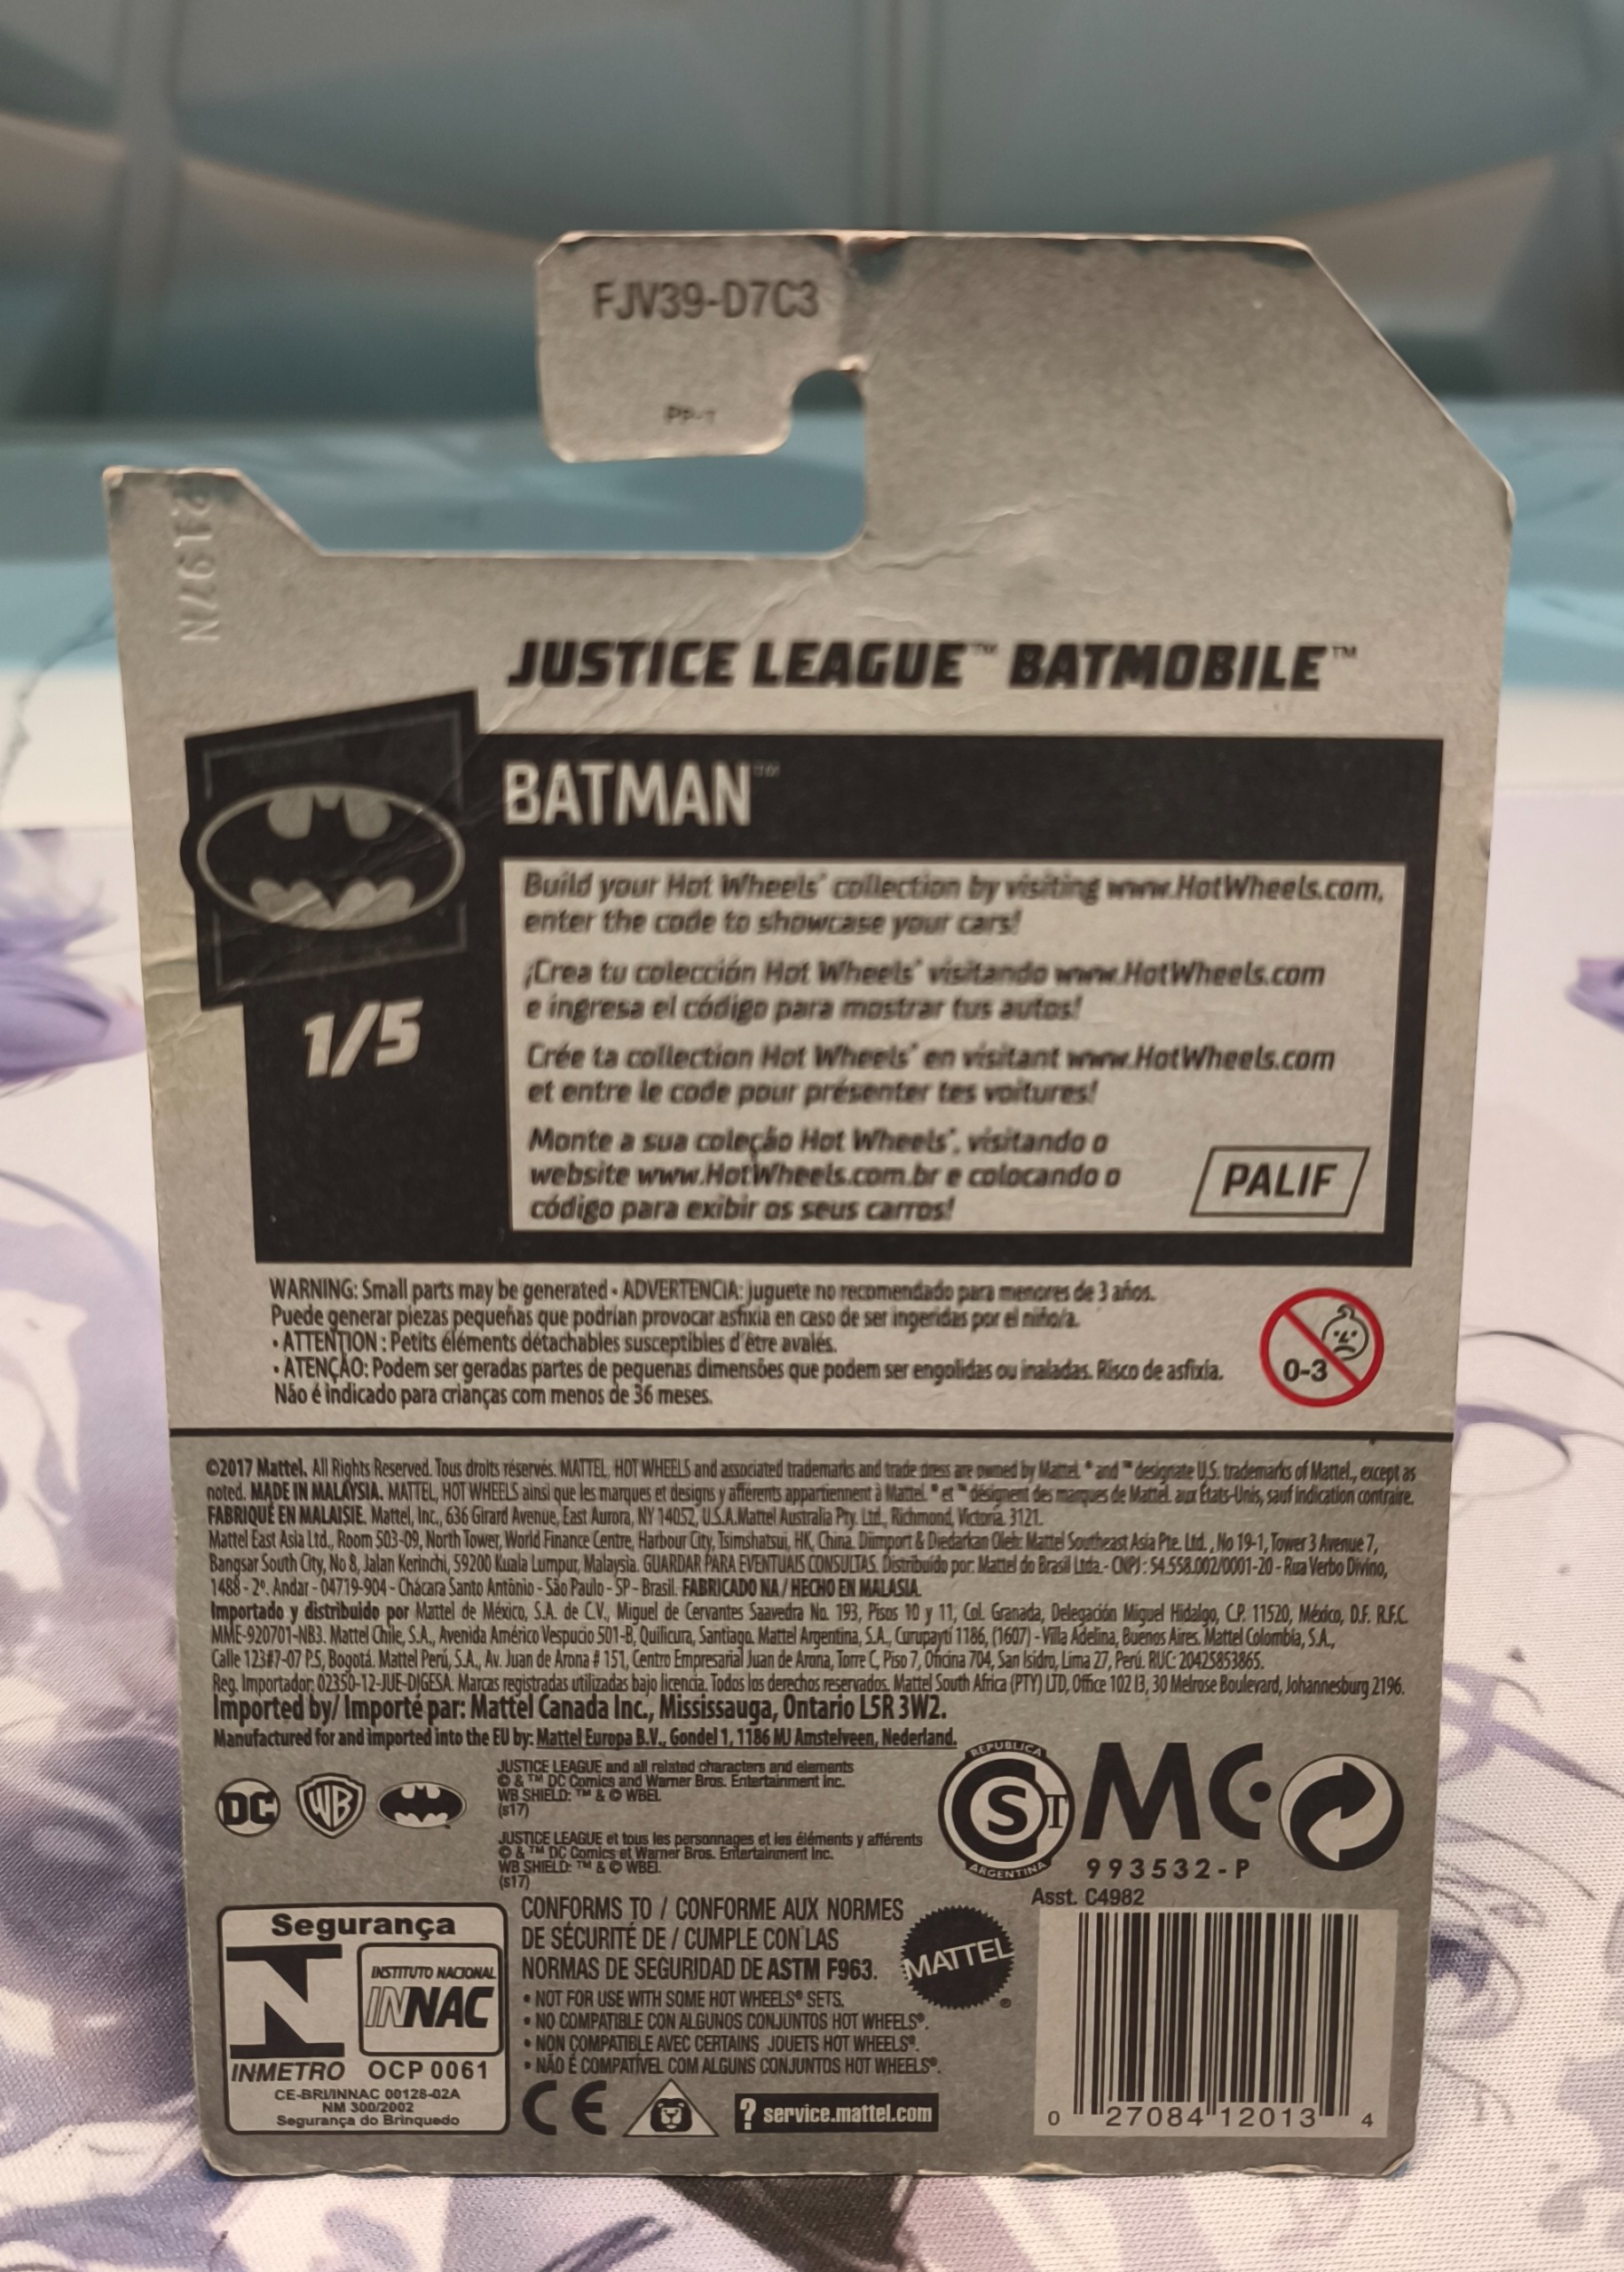 FJV39-D7C3
PP-1
2197N
JUSTICE LEAGUE™ BATMOBILE™
BATMAN™
1/5
Build your Hot Wheels® collection by visiting www.HotWheels.com,
enter the code to showcase your cars!
¡Crea tu colección Hot Wheels® visitando www.HotWheels.com
e ingresa el código para mostrar tus autos!
Crée ta collection Hot Wheels® en visitant www.HotWheels.com
et entre le code pour présenter tes voitures!
Monte a sua coleção Hot Wheels®, visitando o
website www.HotWheels.com.br e colocando o
código para exibir os seus carros!
PALIF
WARNING: Small parts may be generated • ADVERTENCIA: juguete no recomendado para menores de 3 años.
Puede generar piezas pequeñas que podrían provocar asfixia en caso de ser ingeridas por el niño/a.
• ATTENTION : Petits éléments détachables susceptibles d'être avalés.
• ATENÇÃO: Podem ser geradas partes de pequenas dimensões que podem ser engolidas ou inaladas. Risco de asfixia.
Não é indicado para crianças com menos de 36 meses.
0-3
©2017 Mattel. All Rights Reserved. Tous droits réservés. MATTEL, HOT WHEELS and associated trademarks and trade dress are owned by Mattel. ® and ™ designate U.S. trademarks of Mattel., except as
noted. MADE IN MALAYSIA. MATTEL, HOT WHEELS ainsi que les marques et designs y afférents appartiennent à Mattel. ® et ™ désignent des marques de Mattel. aux États-Unis, sauf indication contraire.
FABRIQUÉ EN MALAISIE. Mattel, Inc., 636 Girard Avenue, East Aurora, NY 14052, U.S.A.Mattel Australia Pty. Ltd., Richmond, Victoria. 3121.
Mattel East Asia Ltd., Room 503-09, North Tower, World Finance Centre, Harbour City, Tsimshatsui, HK, China. Diimport & Diedarkan Oleh: Mattel Southeast Asia Pte. Ltd., No 19-1, Tower 3 Avenue 7,
Bangsar South City, No 8, Jalan Kerinchi, 59200 Kuala Lumpur, Malaysia. GUARDAR PARA EVENTUAIS CONSULTAS. Distribuído por: Mattel do Brasil Ltda.- CNPJ : 54.558.002/0001-20 - Rua Verbo Divino,
1488 - 2º. Andar - 04719-904 - Chácara Santo Antônio - São Paulo - SP - Brasil. FABRICADO NA / HECHO EN MALASIA.
Importado y distribuido por Mattel de México, S.A. de C.V., Miguel de Cervantes Saavedra No. 193, Pisos 10 y 11, Col. Granada, Delegación Miguel Hidalgo, C.P. 11520, México, D.F. R.F.C.
MME-920701-NB3. Mattel Chile, S.A., Avenida Américo Vespucio 501-B, Quilicura, Santiago. Mattel Argentina, S.A., Curupaytí 1186, (1607) - Villa Adelina, Buenos Aires. Mattel Colombia, S.A.,
Calle 123#7-07 P.5, Bogotá. Mattel Perú, S.A., Av. Juan de Arona # 151, Centro Empresarial Juan de Arona, Torre C, Piso 7, Oficina 704, San Isidro, Lima 27, Perú. RUC: 20425853865.
Reg. Importador: 02350-12-JUE-DIGESA. Marcas registradas utilizadas bajo licencia. Todos los derechos reservados. Mattel South Africa (PTY) LTD, Office 102 I3, 30 Melrose Boulevard, Johannesburg 2196.
Imported by/ Importé par: Mattel Canada Inc., Mississauga, Ontario L5R 3W2.
Manufactured for and imported into the EU by: Mattel Europa B.V., Gondel 1, 1186 MJ Amstelveen, Nederland.
DC
WB
JUSTICE LEAGUE and all related characters and elements
© & ™ DC Comics and Warner Bros. Entertainment Inc.
WB SHIELD: ™ & © WBEI.
(s17)
JUSTICE LEAGUE et tous les personnages et les éléments y afférents
© & ™ DC Comics et Warner Bros. Entertainment Inc.
WB SHIELD: ™ & © WBEI.
(s17)
REPUBLICA
S T
ARGENTINA
MC
993532-P
Asst. C4982
Segurança
INSTITUTO NACIONAL
INNAC
INMETRO OCP 0061
CE-BRI/INNAC 00128-02A
NM 300/2002
Segurança do Brinquedo
CONFORMS TO / CONFORME AUX NORMES
DE SÉCURITÉ DE / CUMPLE CON LAS
NORMAS DE SEGURIDAD DE ASTM F963.
MATTEL®
• NOT FOR USE WITH SOME HOT WHEELS® SETS.
• NO COMPATIBLE CON ALGUNOS CONJUNTOS HOT WHEELS®.
• NON COMPATIBLE AVEC CERTAINS JOUETS HOT WHEELS®.
• NÃO É COMPATÍVEL COM ALGUNS CONJUNTOS HOT WHEELS®.
CE
? service.mattel.com
0 27084 12013 4